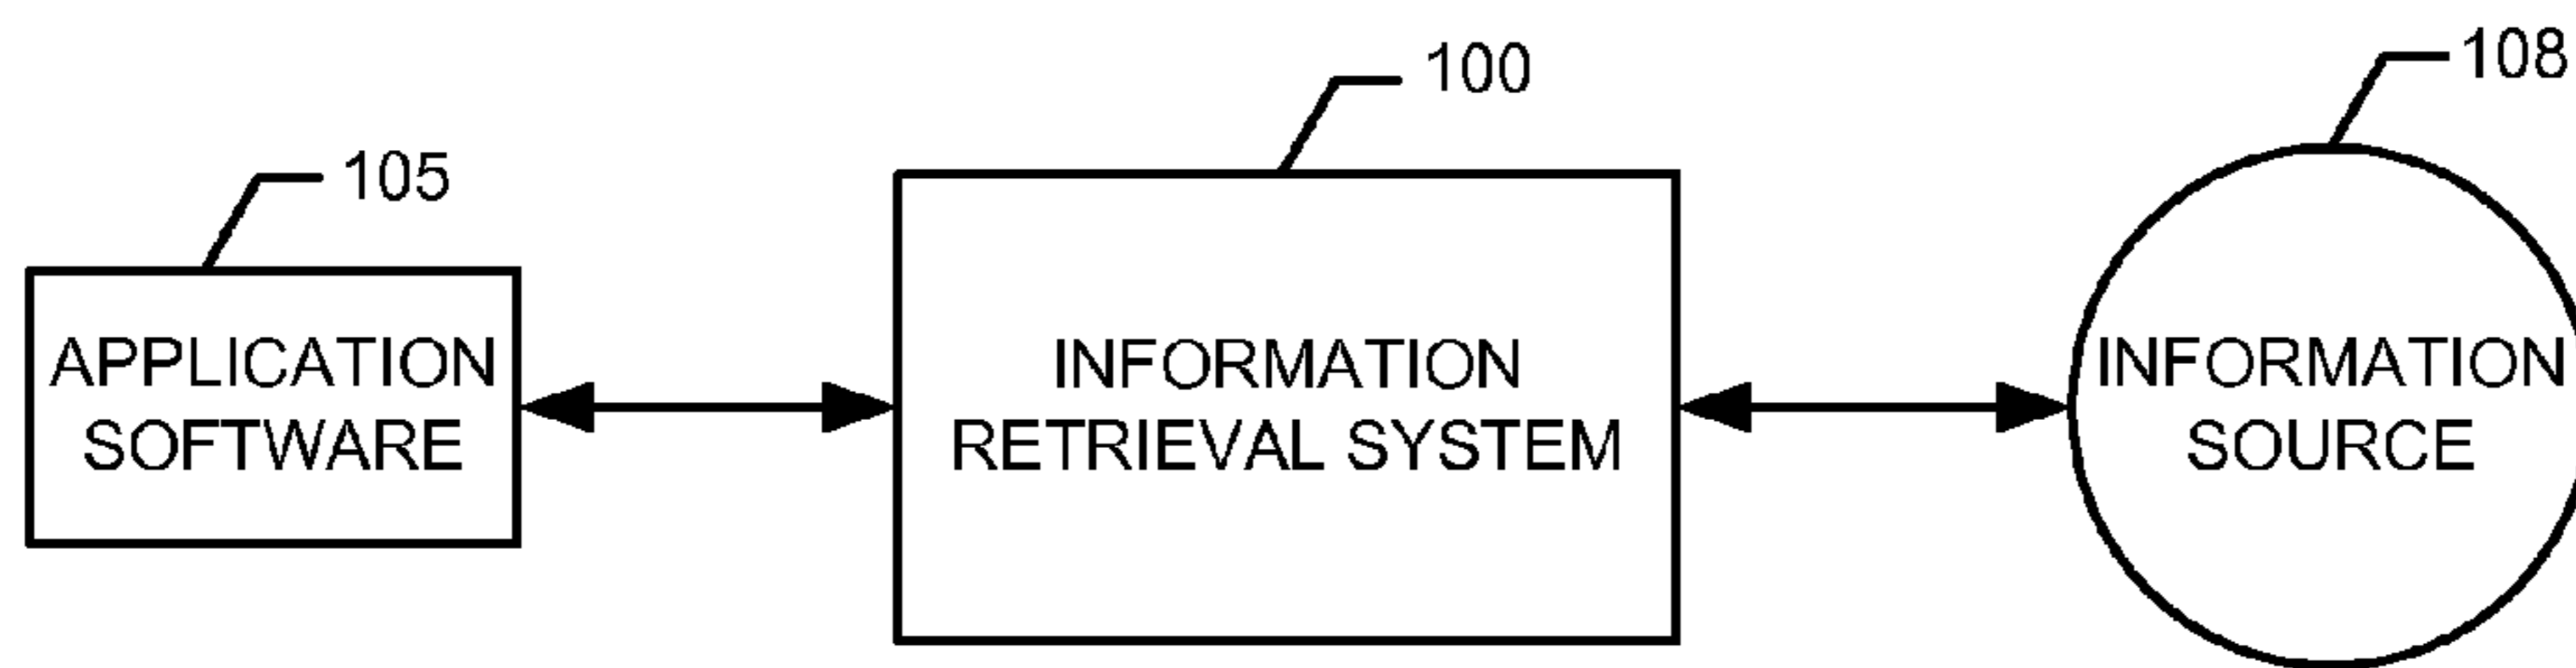 105
100
108
APPLICATION
SOFTWARE
INFORMATION
RETRIEVAL SYSTEM
INFORMATION
SOURCE